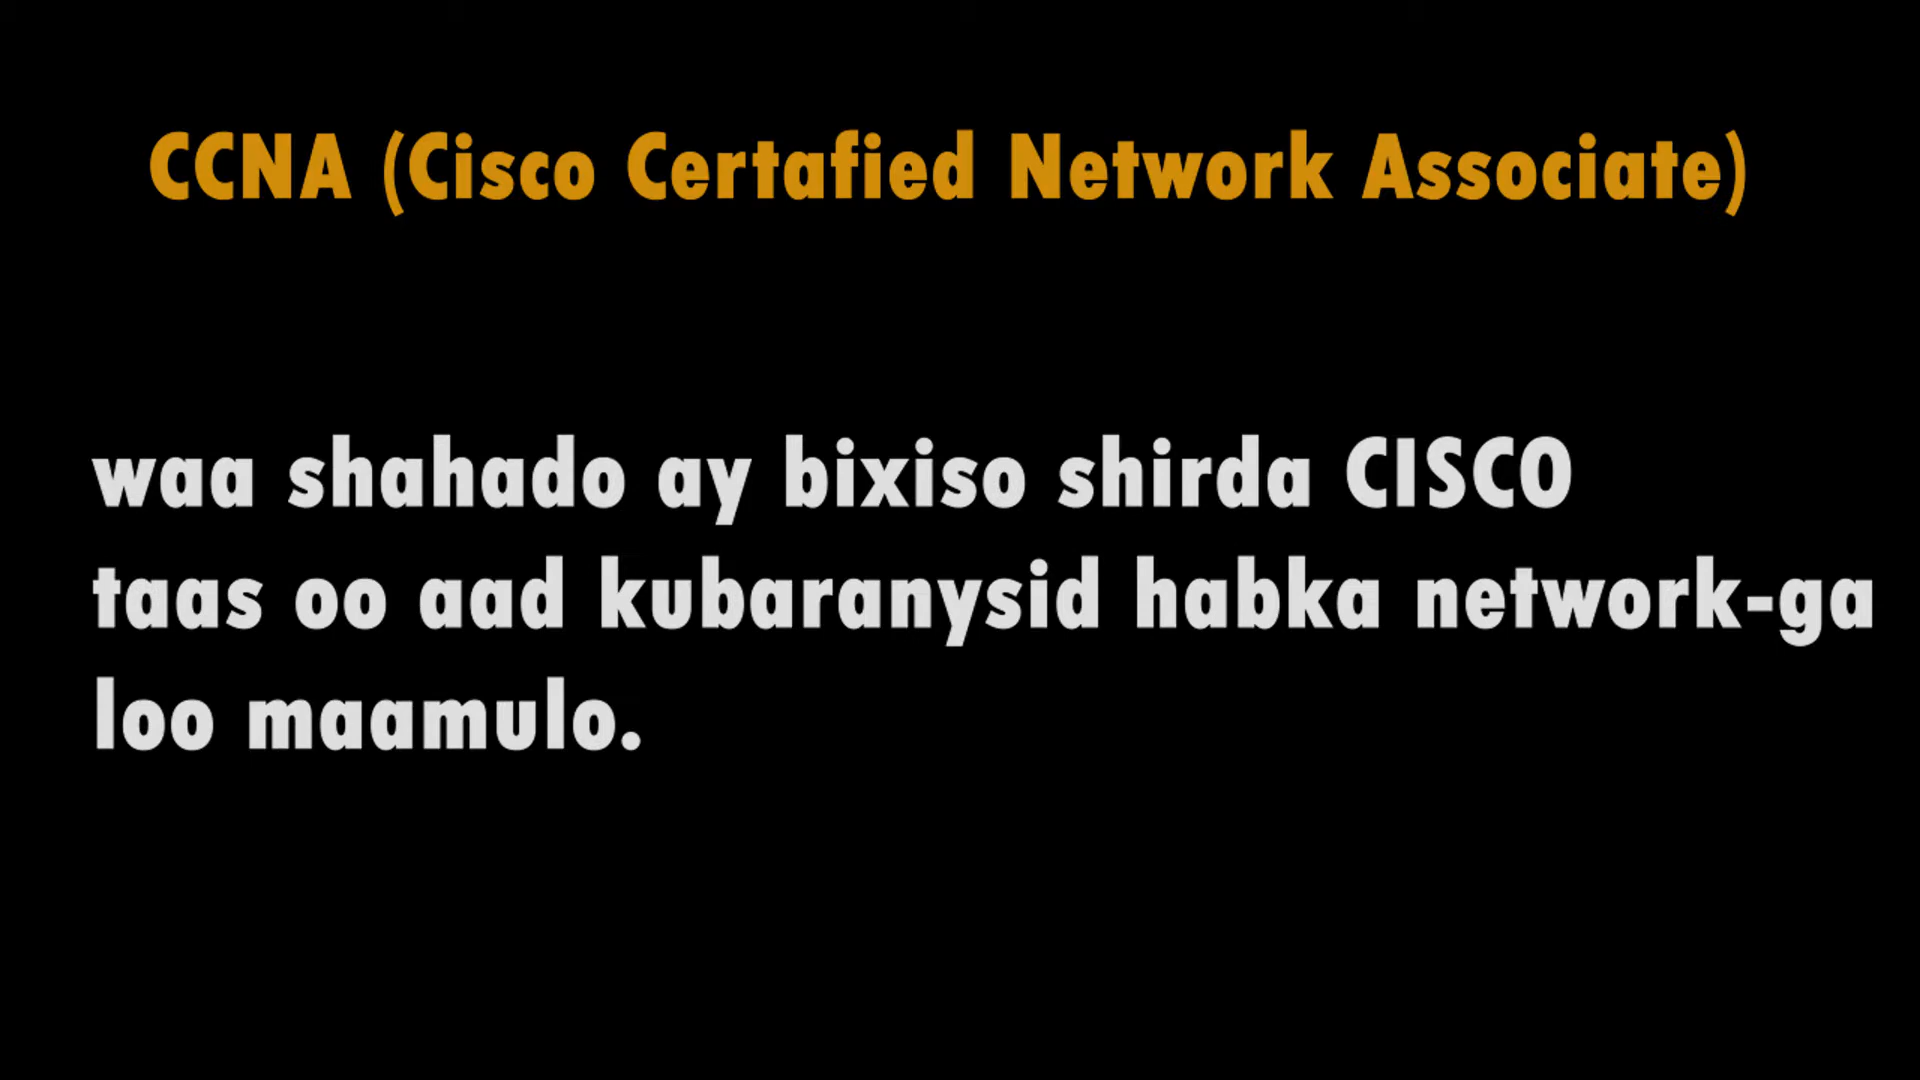 CCNA (Cisco Certafied Network Associate)
waa shahado ay bixiso shirda CISCO
taas oo aad kubaranysid habka network-ga
loo maamulo.